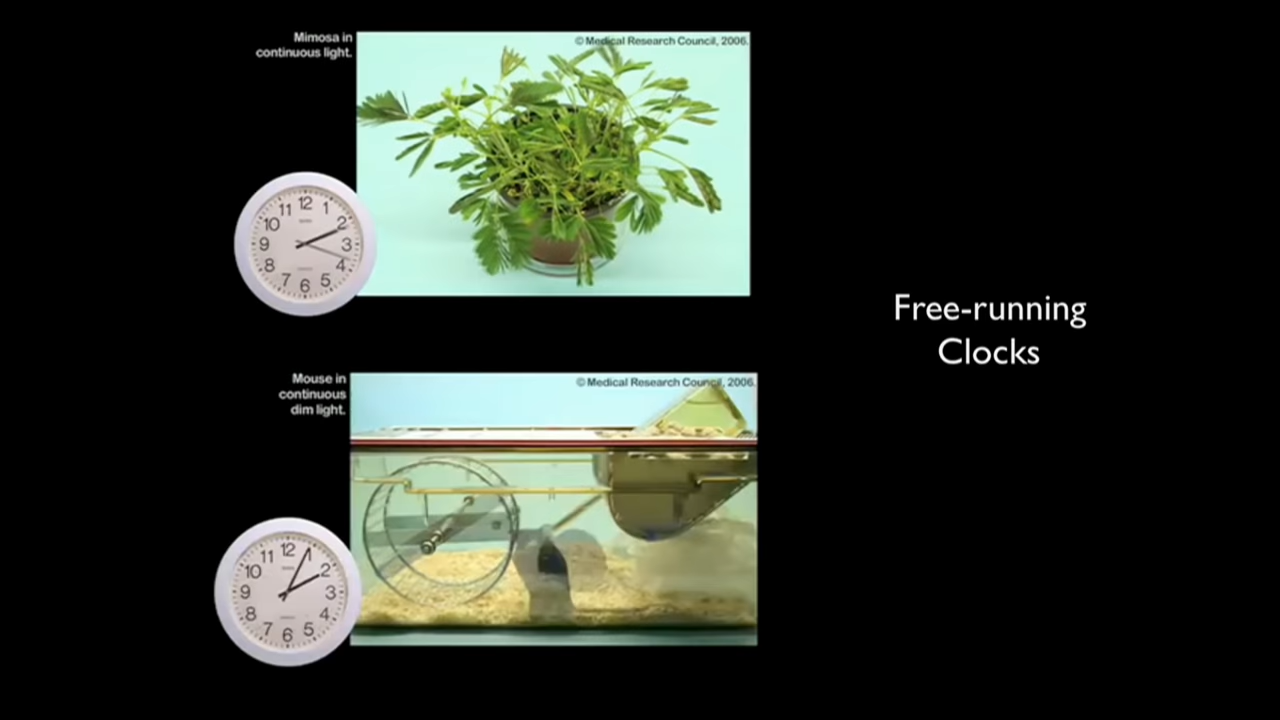 Mimosa in
continuous light.
© Medical Research Council, 2006.
12
1
2
3
4
5
6
7
8
9
10
11
Free-running
Clocks
Mouse in
continuous
dim light.
© Medical Research Council, 2006.
12
1
2
3
4
5
6
7
8
9
10
11